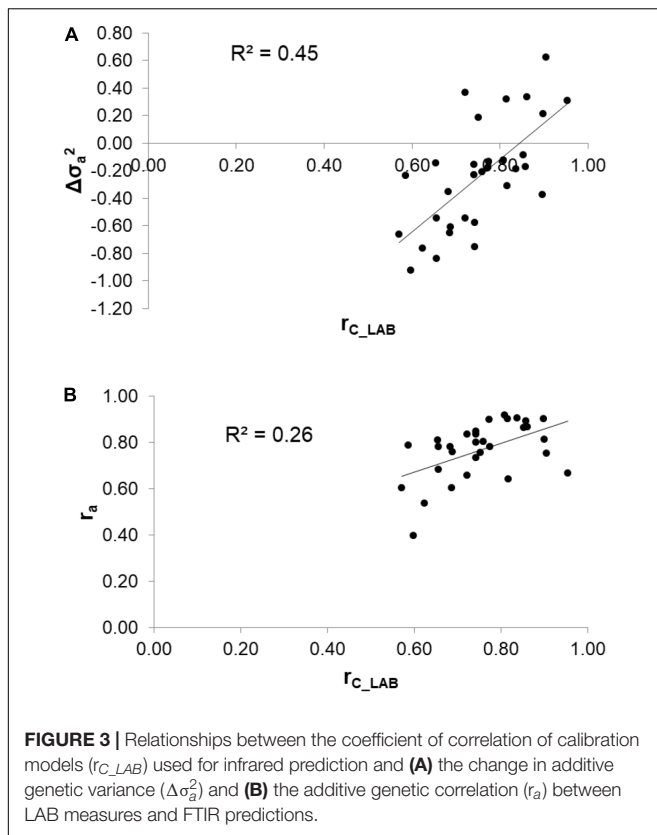 A
R² = 0.45
0.80
0.60
0.40
0.20
0.00
-0.20
-0.40
-0.60
-0.80
-1.00
-1.20
Δσa²
0.00 0.20 0.40 0.60 0.80 1.00
rC_LAB
B
R² = 0.26
1.00
0.80
0.60
0.40
0.20
0.00
ra
0.00 0.20 0.40 0.60 0.80 1.00
rC_LAB
FIGURE 3 | Relationships between the coefficient of correlation of calibration
models (rC_LAB) used for infrared prediction and (A) the change in additive
genetic variance (Δσ²a) and (B) the additive genetic correlation (ra) between
LAB measures and FTIR predictions.